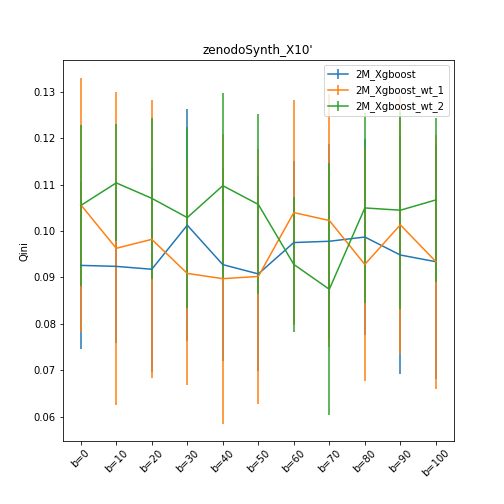 zenodoSynth_X10'
2M_Xgboost
2M_Xgboost_wt_1
2M_Xgboost_wt_2
Qini
0.13
0.12
0.11
0.10
0.09
0.08
0.07
0.06
b=0
b=10
b=20
b=30
b=40
b=50
b=60
b=70
b=80
b=90
b=100